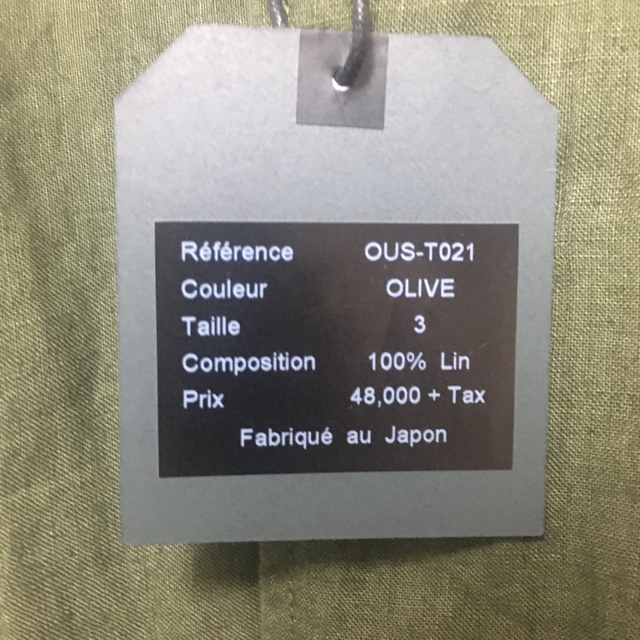 Référence OUS-T021
Couleur OLIVE
Taille 3
Composition 100% Lin
Prix 48,000 + Tax
Fabriqué au Japon